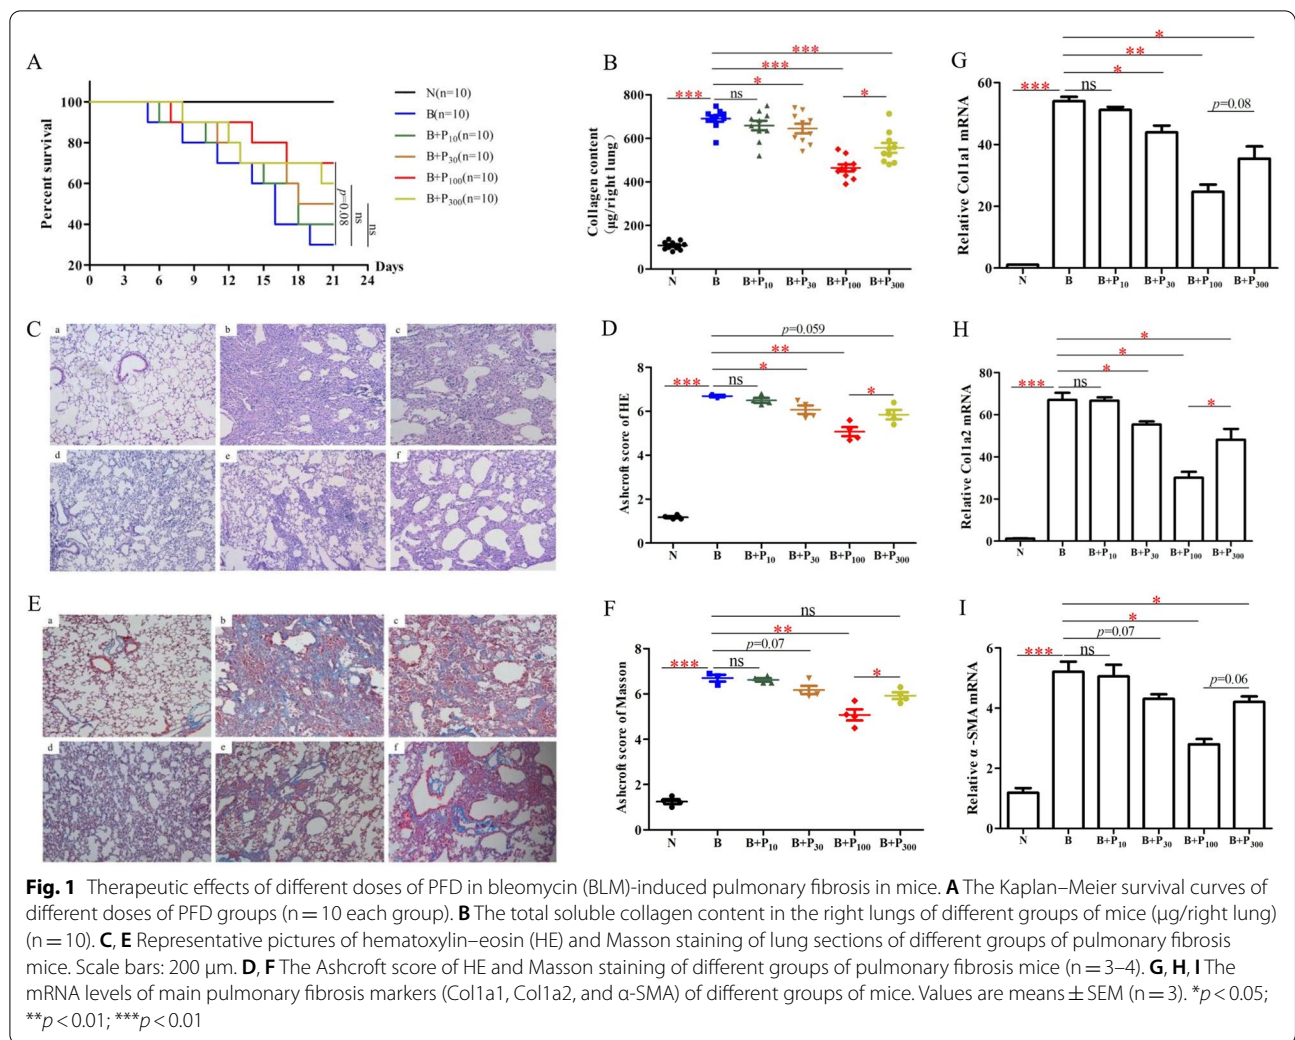 A
Percent survival
100
80
60
40
20
0 3 6 9 12 15 18 21 24
Days
p=0.08
ns
ns
N(n=10)
B(n=10)
B+P10(n=10)
B+P30(n=10)
B+P100(n=10)
B+P300(n=10)
B
***
***
*
*** ns *
Collagen content
(μg/right lung)
800
600
400
200
0
N B B+P10 B+P30 B+P100 B+P300
G
*
**
*
*** ns
p=0.08
Relative Col1a1 mRNA
60
40
20
0
N B B+P10 B+P30 B+P100 B+P300
C
a b c
d e f
D
p=0.059
**
*
*** ns *
Ashcroft score of HE
8
6
4
2
0
N B B+P10 B+P30 B+P100 B+P300
H
*
*
*
*** ns
*
Relative Col1a2 mRNA
80
60
40
20
0
N B B+P10 B+P30 B+P100 B+P300
E
a b c
d e f
F
ns
**
p=0.07
*** ns *
Ashcroft score of Masson
8
6
4
2
0
N B B+P10 B+P30 B+P100 B+P300
I
*
*
p=0.07
*** ns
p=0.06
Relative α -SMA mRNA
6
4
2
0
N B B+P10 B+P30 B+P100 B+P300
Fig. 1 Therapeutic effects of different doses of PFD in bleomycin (BLM)-induced pulmonary fibrosis in mice. A The Kaplan–Meier survival curves of
different doses of PFD groups (n = 10 each group). B The total soluble collagen content in the right lungs of different groups of mice (μg/right lung)
(n = 10). C, E Representative pictures of hematoxylin–eosin (HE) and Masson staining of lung sections of different groups of pulmonary fibrosis
mice. Scale bars: 200 μm. D, F The Ashcroft score of HE and Masson staining of different groups of pulmonary fibrosis mice (n = 3–4). G, H, I The
mRNA levels of main pulmonary fibrosis markers (Col1a1, Col1a2, and α-SMA) of different groups of mice. Values are means ± SEM (n = 3). *p < 0.05;
**p < 0.01; ***p < 0.01